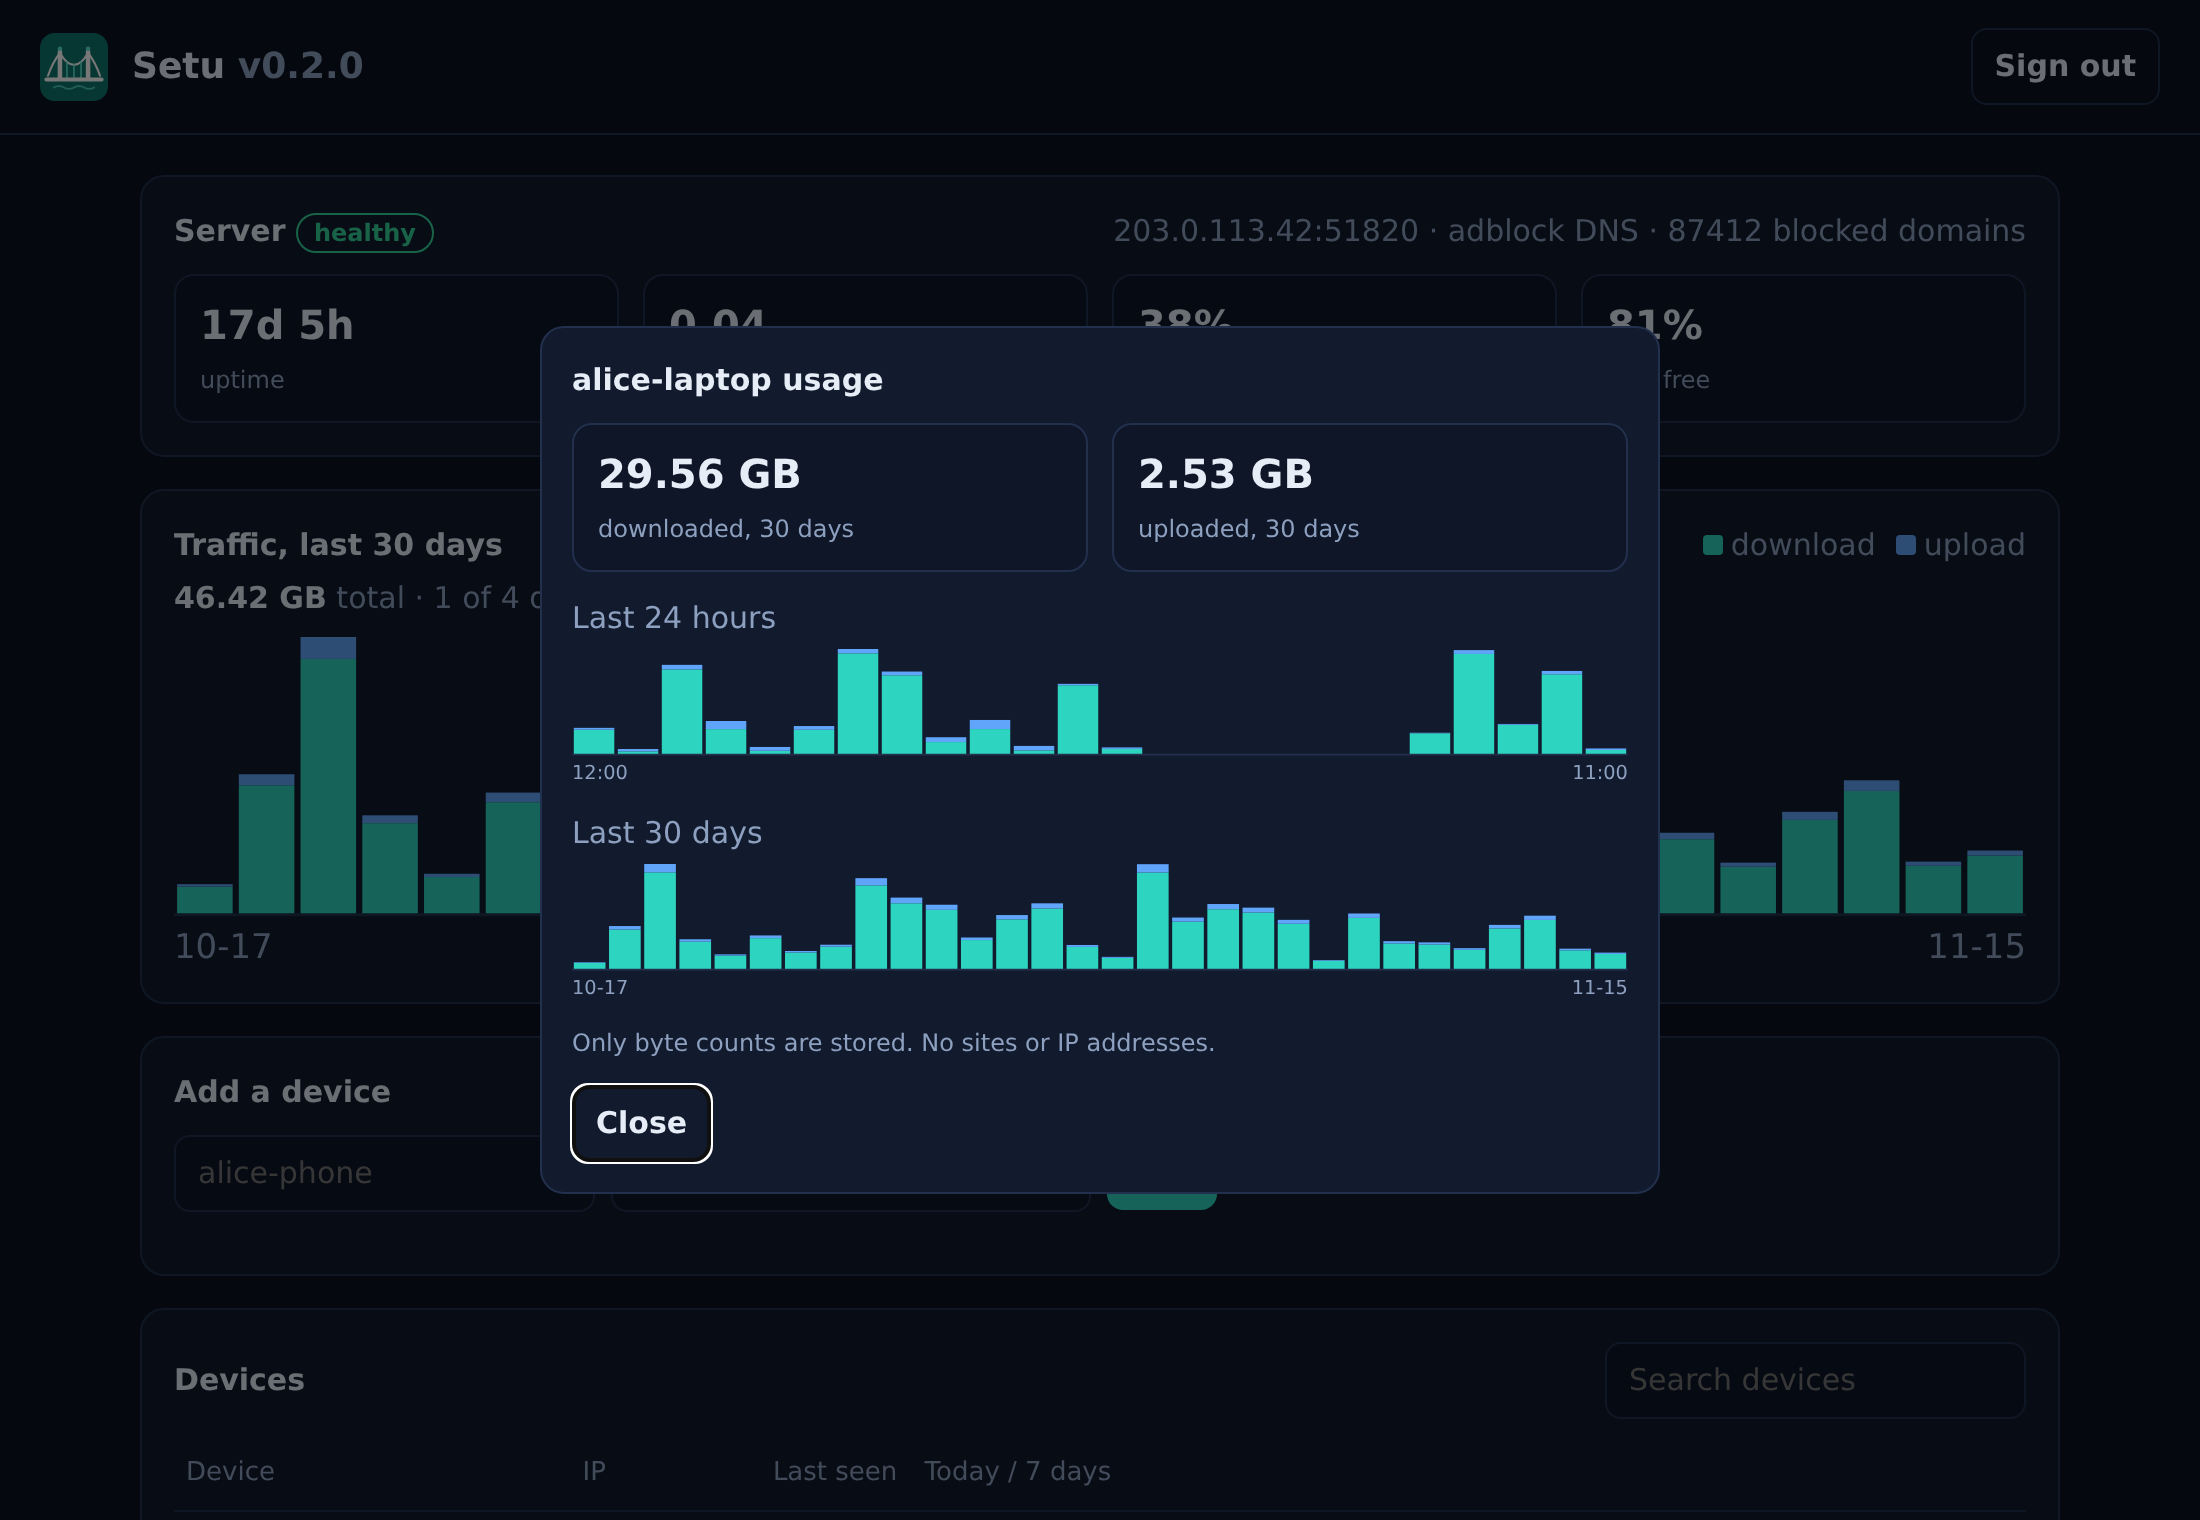 Setu v0.2.0
Sign out
Server healthy
203.0.113.42:51820 · adblock DNS · 87412 blocked domains
17d 5h
0.04
38%
81%
uptime
free
alice-laptop usage
29.56 GB
2.53 GB
downloaded, 30 days
uploaded, 30 days
Traffic, last 30 days
download upload
46.42 GB total · 1 of 4
Last 24 hours
12:00
11:00
Last 30 days
10-17
11-15
10-17
11-15
Only byte counts are stored. No sites or IP addresses.
Close
Add a device
alice-phone
Devices
Search devices
Device
IP
Last seen
Today / 7 days